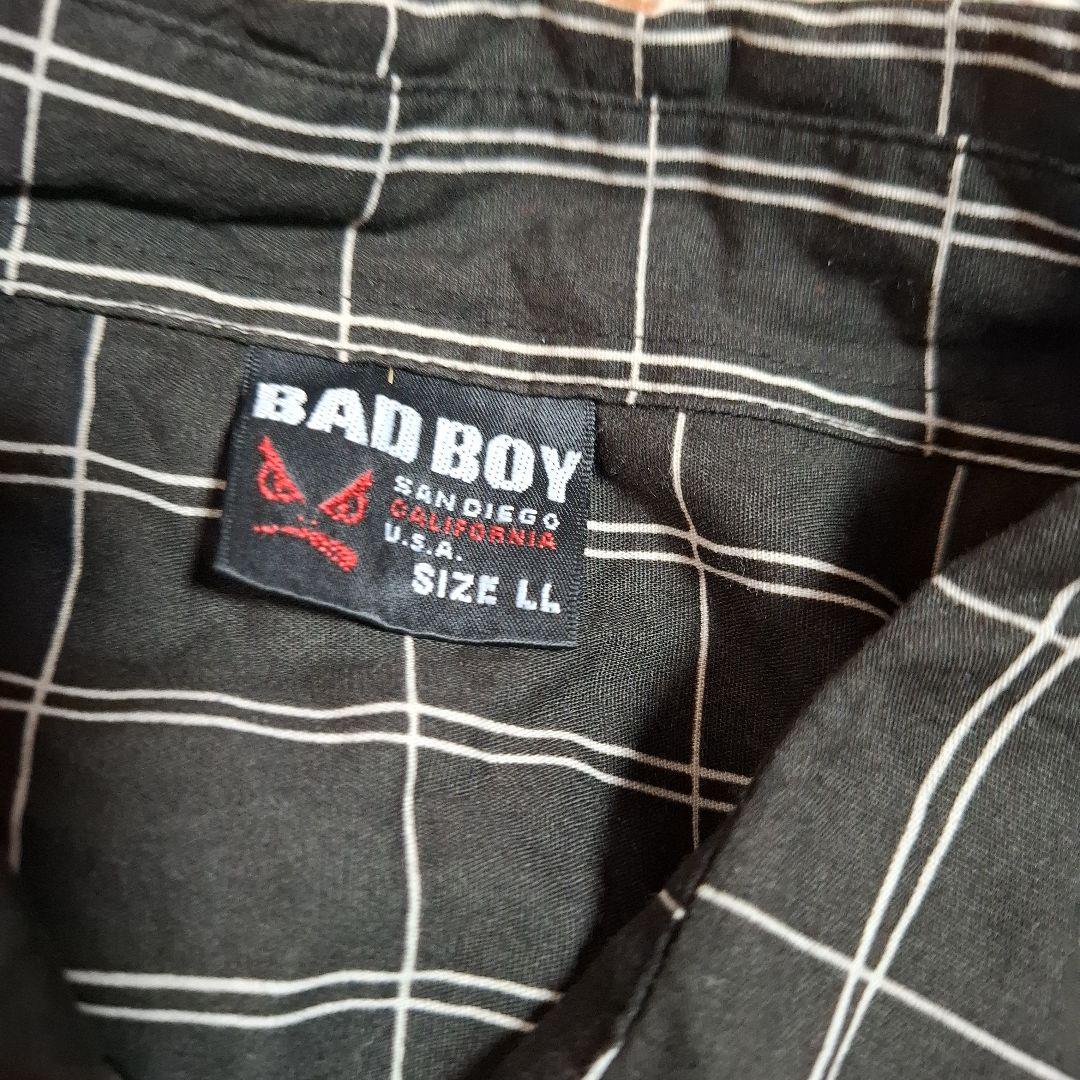 BAD BOY
SAN DIEGO
CALIFORNIA
U.S.A.
SIZE LL